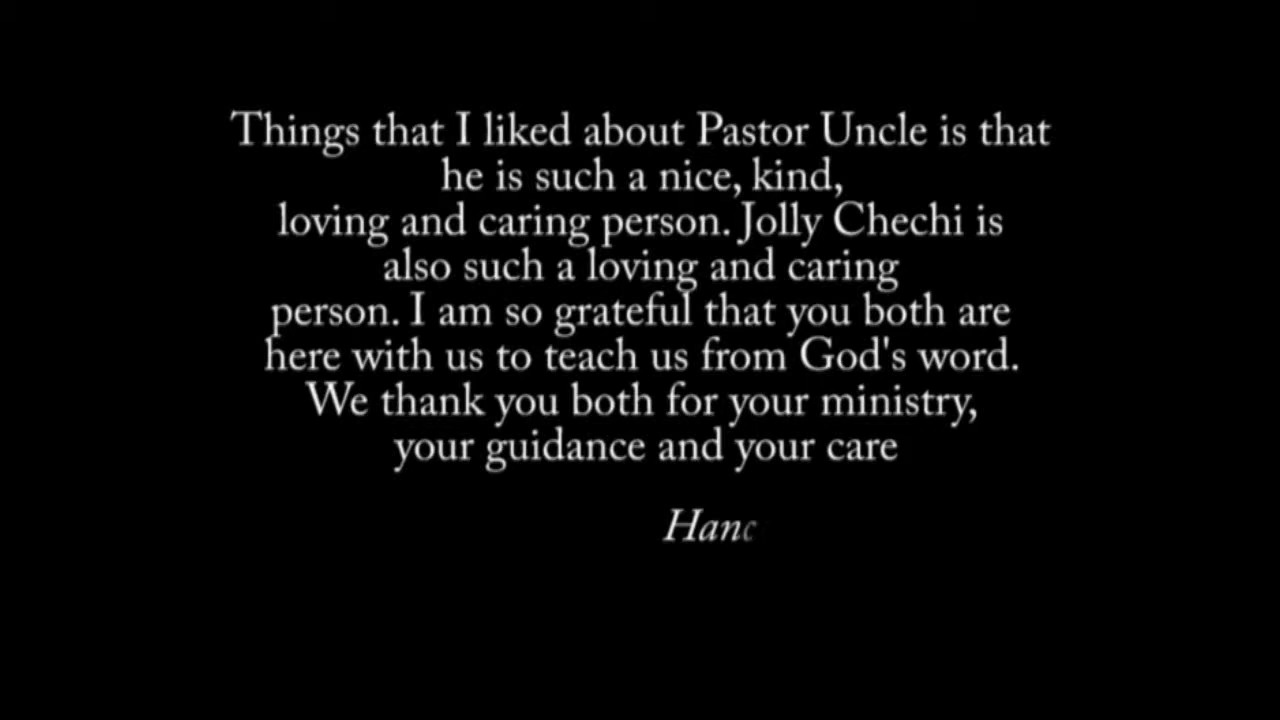 Things that I liked about Pastor Uncle is that
he is such a nice, kind,
loving and caring person. Jolly Chechi is
also such a loving and caring
person. I am so grateful that you both are
here with us to teach us from God's word.
We thank you both for your ministry,
your guidance and your care